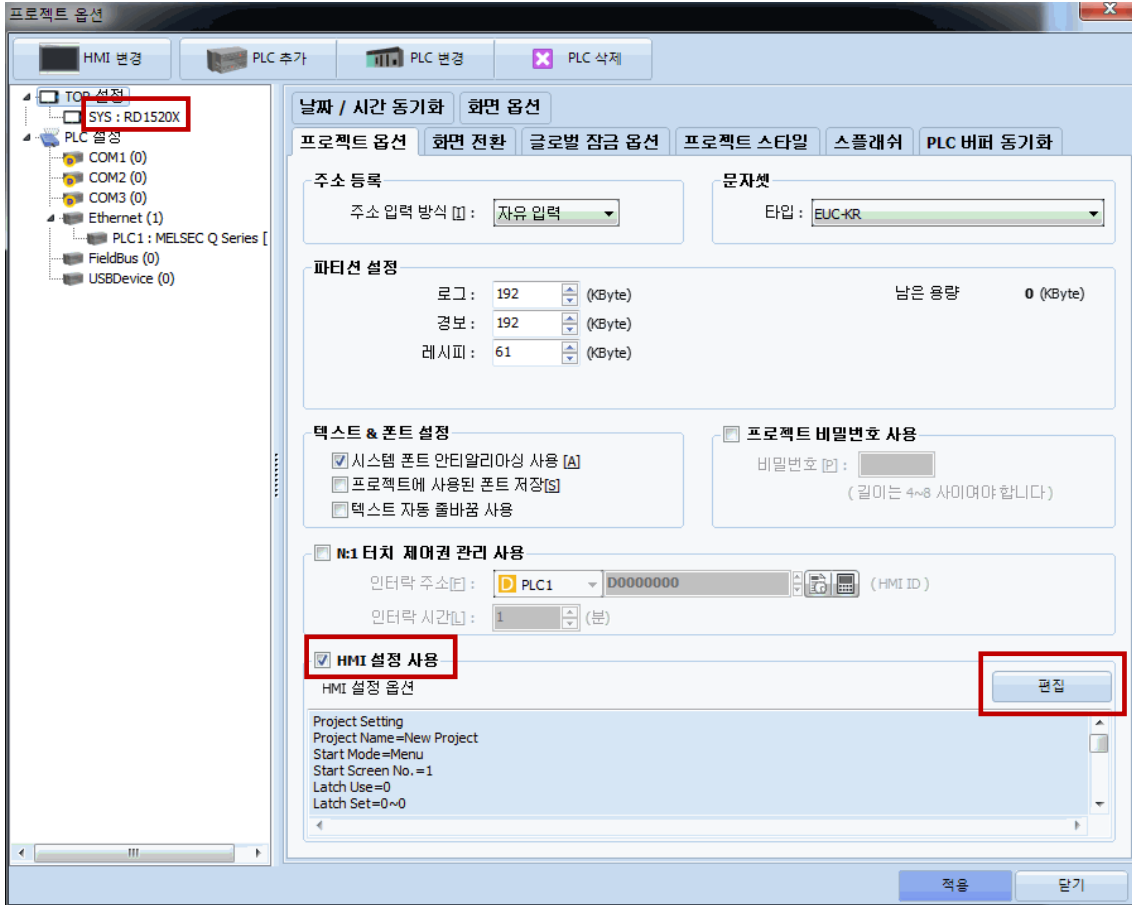 프로젝트 옵션
HMI 변경
PLC 추가
PLC 변경
PLC 삭제
TOP 설정
SYS : RD1520X
PLC 설정
COM1 (0)
COM2 (0)
COM3 (0)
Ethernet (1)
PLC1 : MELSEC Q Series [
FieldBus (0)
USBDevice (0)
날짜 / 시간 동기화 화면 옵션
프로젝트 옵션 화면 전환 글로벌 잠금 옵션 프로젝트 스타일 스플래쉬 PLC 버퍼 동기화
주소 등록
주소 입력 방식 [I] : 자유 입력
문자셋
타입 : EUC-KR
파티션 설정
로그 : 192 (KByte)
남은 용량 0 (KByte)
경보 : 192 (KByte)
레시피 : 61 (KByte)
텍스트 & 폰트 설정
시스템 폰트 안티알리아싱 사용 [A]
프로젝트에 사용된 폰트 저장[S]
텍스트 자동 줄바꿈 사용
프로젝트 비밀번호 사용
비밀번호 [P] :
( 길이는 4~8 사이여야 합니다 )
N:1 터치 제어권 관리 사용
인터락 주소[F] : D PLC1 D0000000 ( HMI ID )
인터락 시간[L] : 1 (분)
HMI 설정 사용
HMI 설정 옵션
편집
Project Setting
Project Name=New Project
Start Mode=Menu
Start Screen No.=1
Latch Use=0
Latch Set=0~0
적용 닫기